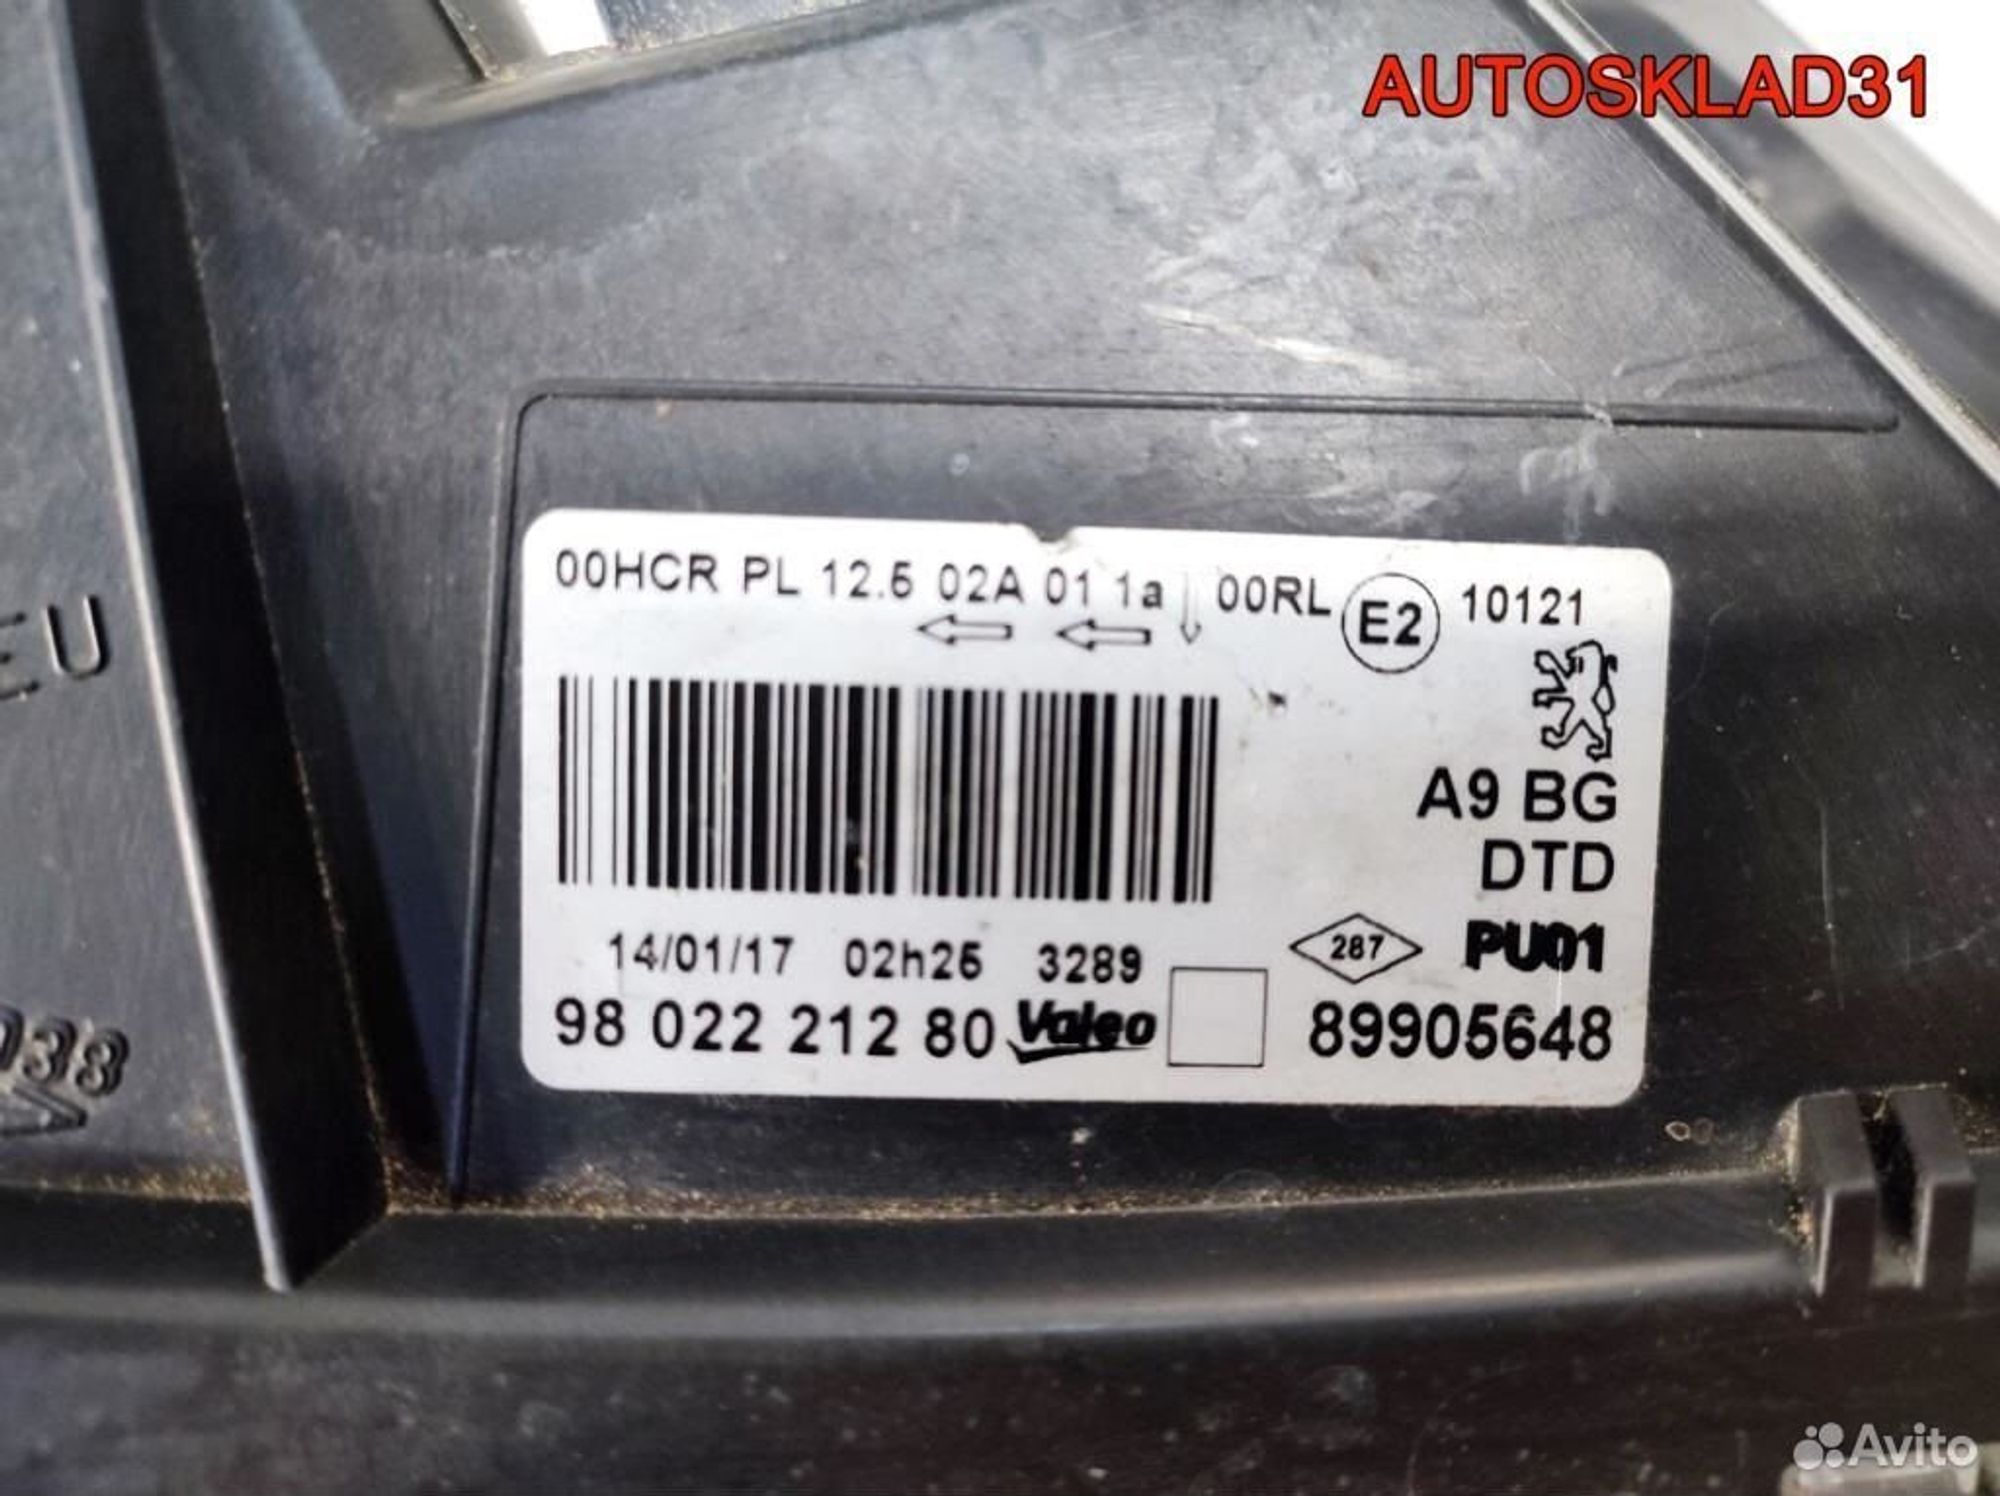 AUTOSKLAD31
00HCR PL 12.5 02A 01 1a 00RL E2 10121
A9 BG
DTD
14/01/17 02h25 3289 287 PU01
98 022 212 80 Valeo 89905648
Avito